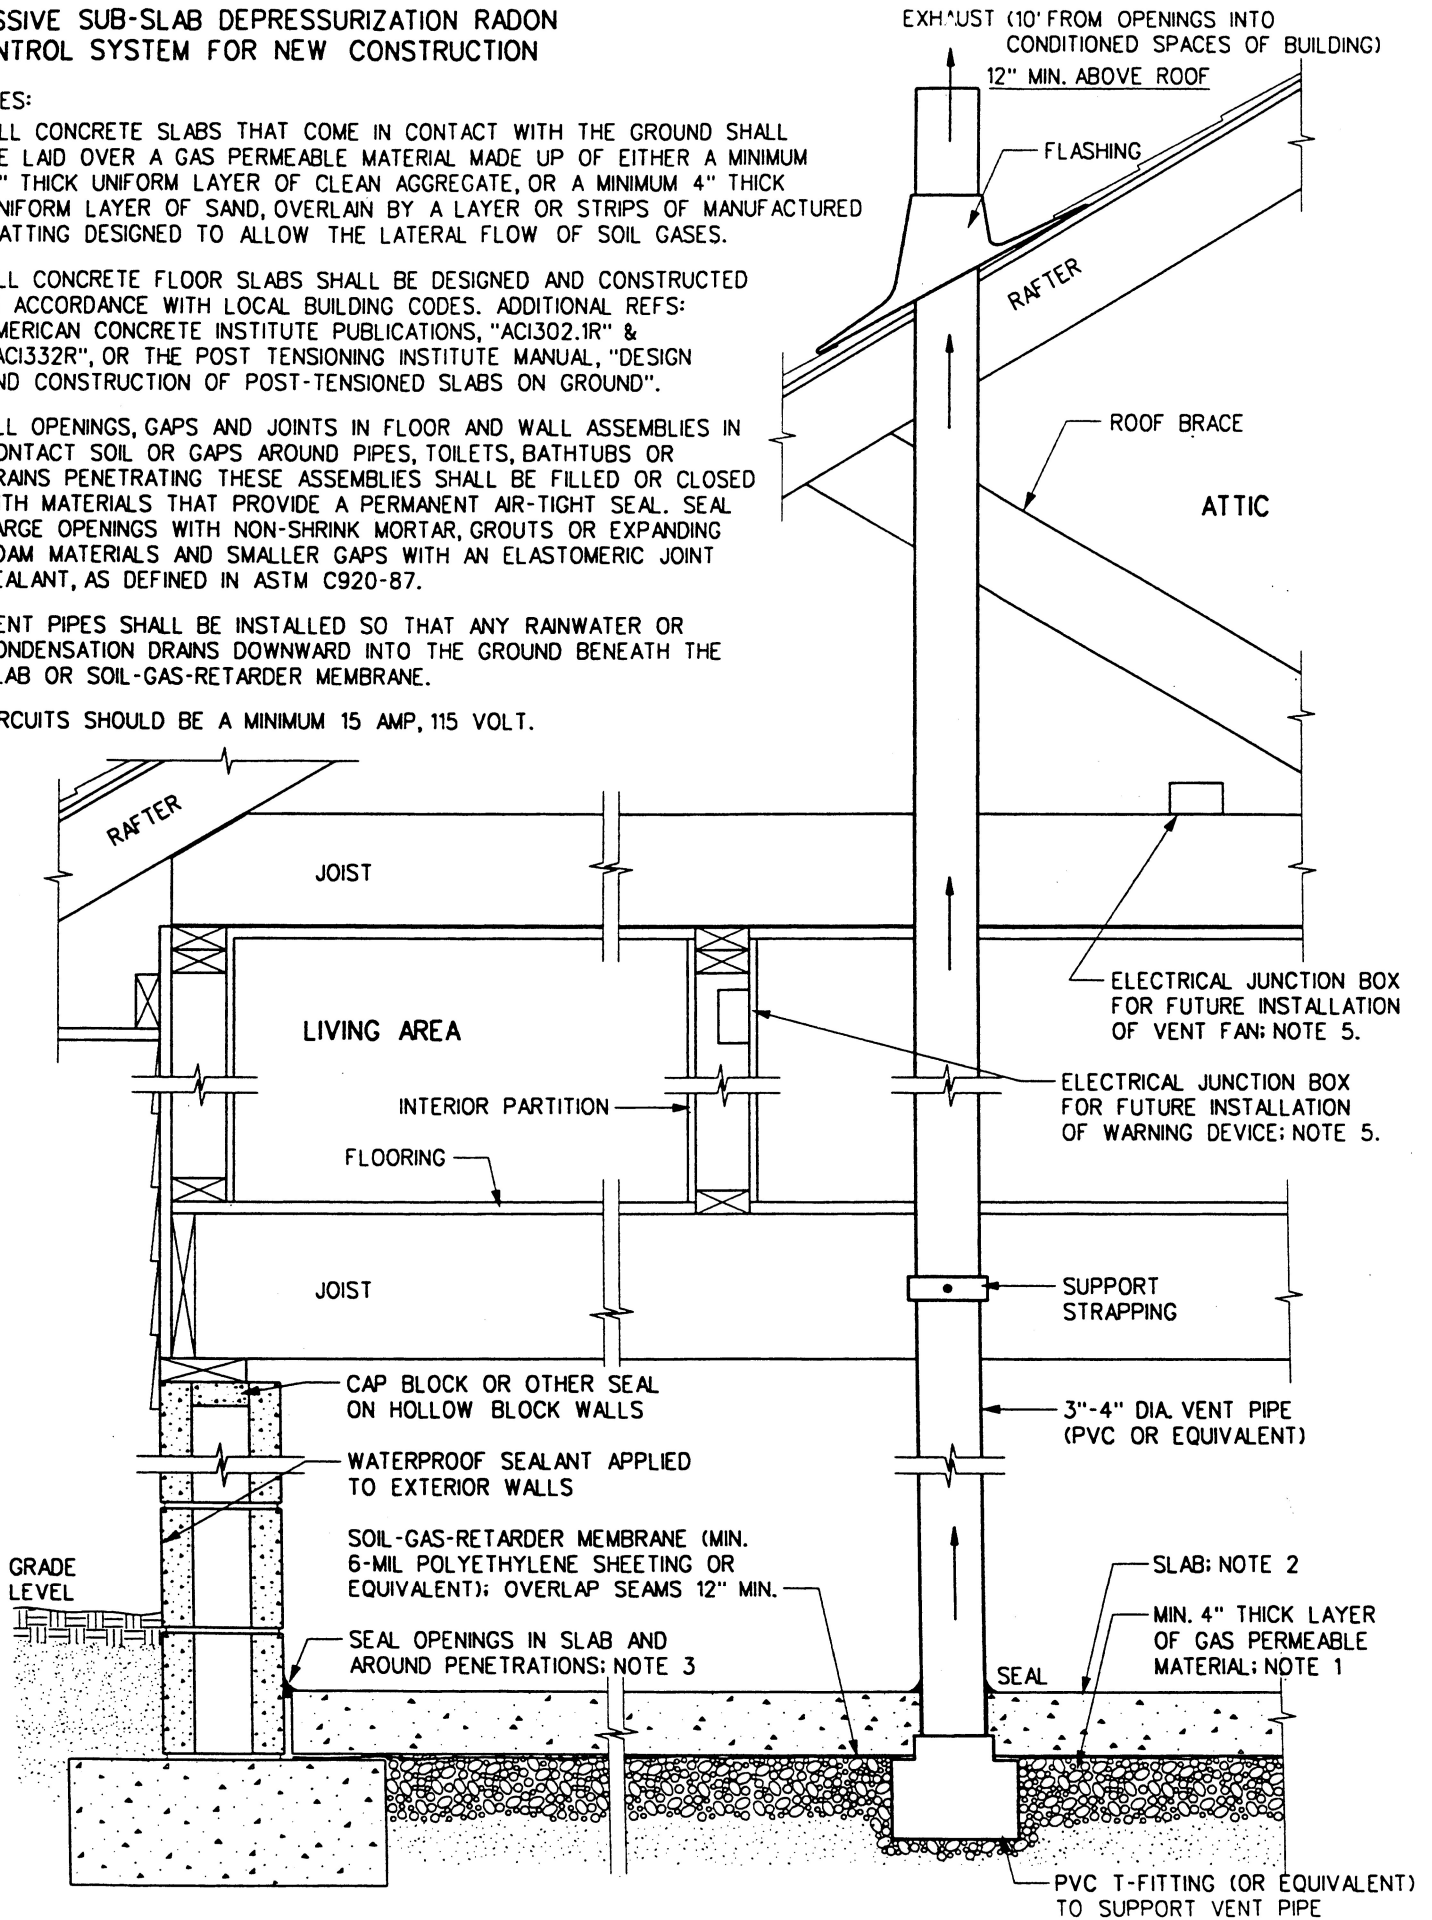 SSIVE SUB-SLAB DEPRESSURIZATION RADON
NTROL SYSTEM FOR NEW CONSTRUCTION
ES:
LL CONCRETE SLABS THAT COME IN CONTACT WITH THE GROUND SHALL
E LAID OVER A GAS PERMEABLE MATERIAL MADE UP OF EITHER A MINIMUM
" THICK UNIFORM LAYER OF CLEAN AGGREGATE, OR A MINIMUM 4" THICK
NIFORM LAYER OF SAND, OVERLAIN BY A LAYER OR STRIPS OF MANUFACTURED
ATTING DESIGNED TO ALLOW THE LATERAL FLOW OF SOIL GASES.
LL CONCRETE FLOOR SLABS SHALL BE DESIGNED AND CONSTRUCTED
ACCORDANCE WITH LOCAL BUILDING CODES. ADDITIONAL REFS:
MERICAN CONCRETE INSTITUTE PUBLICATIONS, "ACI302.1R" &
ACI332R", OR THE POST TENSIONING INSTITUTE MANUAL, "DESIGN
ND CONSTRUCTION OF POST-TENSIONED SLABS ON GROUND".
LL OPENINGS, GAPS AND JOINTS IN FLOOR AND WALL ASSEMBLIES IN
ONTACT SOIL OR GAPS AROUND PIPES, TOILETS, BATHTUBS OR
RAINS PENETRATING THESE ASSEMBLIES SHALL BE FILLED OR CLOSED
ITH MATERIALS THAT PROVIDE A PERMANENT AIR-TIGHT SEAL. SEAL
ARGE OPENINGS WITH NON-SHRINK MORTAR, GROUTS OR EXPANDING
OAM MATERIALS AND SMALLER GAPS WITH AN ELASTOMERIC JOINT
EALANT, AS DEFINED IN ASTM C920-87.
ENT PIPES SHALL BE INSTALLED SO THAT ANY RAINWATER OR
ONDENSATION DRAINS DOWNWARD INTO THE GROUND BENEATH THE
LAB OR SOIL-GAS-RETARDER MEMBRANE.
RCUITS SHOULD BE A MINIMUM 15 AMP, 115 VOLT.
EXHAUST (10' FROM OPENINGS INTO
CONDITIONED SPACES OF BUILDING)
12" MIN. ABOVE ROOF
FLASHING
RAFTER
ROOF BRACE
ATTIC
RAFTER
JOIST
ELECTRICAL JUNCTION BOX
FOR FUTURE INSTALLATION
OF VENT FAN; NOTE 5.
LIVING AREA
ELECTRICAL JUNCTION BOX
FOR FUTURE INSTALLATION
OF WARNING DEVICE; NOTE 5.
INTERIOR PARTITION
FLOORING
JOIST
SUPPORT
STRAPPING
CAP BLOCK OR OTHER SEAL
ON HOLLOW BLOCK WALLS
3"-4" DIA. VENT PIPE
(PVC OR EQUIVALENT)
WATERPROOF SEALANT APPLIED
TO EXTERIOR WALLS
SOIL-GAS-RETARDER MEMBRANE (MIN.
6-MIL POLYETHYLENE SHEETING OR
EQUIVALENT); OVERLAP SEAMS 12" MIN.
GRADE
LEVEL
SLAB; NOTE 2
MIN. 4" THICK LAYER
OF GAS PERMEABLE
MATERIAL; NOTE 1
SEAL OPENINGS IN SLAB AND
AROUND PENETRATIONS; NOTE 3
SEAL
PVC T-FITTING (OR EQUIVALENT)
TO SUPPORT VENT PIPE